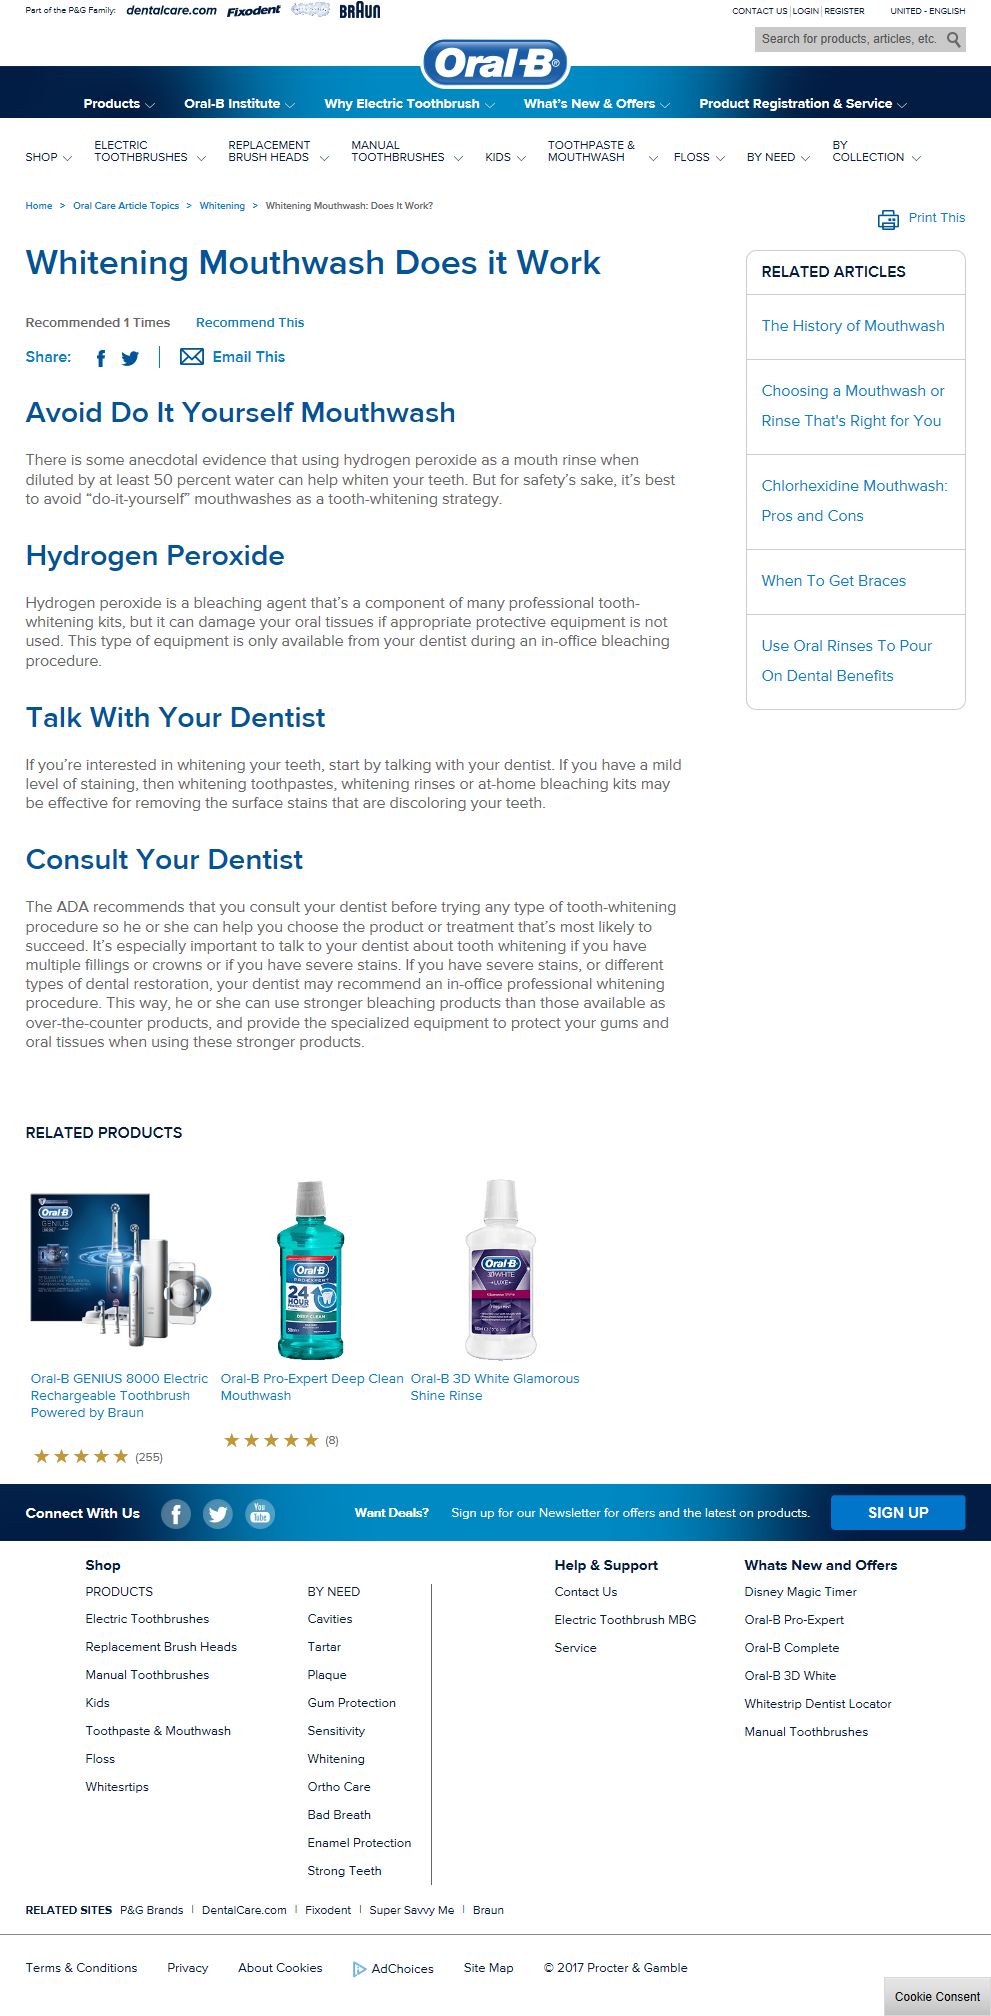 Part of the P&G Family: dentalcare.com Fixodent BRAUN
CONTACT US | LOGIN | REGISTER UNITED - ENGLISH
Search for products, articles, etc.
Oral-B®
Products Oral-B Institute Why Electric Toothbrush What's New & Offers Product Registration & Service
SHOP
ELECTRIC
TOOTHBRUSHES
REPLACEMENT
BRUSH HEADS
MANUAL
TOOTHBRUSHES
KIDS
TOOTHPASTE &
MOUTHWASH
FLOSS
BY NEED
BY
COLLECTION
Home > Oral Care Article Topics > Whitening > Whitening Mouthwash: Does It Work?
Print This
Whitening Mouthwash Does it Work
Recommended 1 Times Recommend This
Share: Email This
Avoid Do It Yourself Mouthwash
There is some anecdotal evidence that using hydrogen peroxide as a mouth rinse when
diluted by at least 50 percent water can help whiten your teeth. But for safety's sake, it's best
to avoid “do-it-yourself” mouthwashes as a tooth-whitening strategy.
Hydrogen Peroxide
Hydrogen peroxide is a bleaching agent that's a component of many professional tooth-
whitening kits, but it can damage your oral tissues if appropriate protective equipment is not
used. This type of equipment is only available from your dentist during an in-office bleaching
procedure.
Talk With Your Dentist
If you're interested in whitening your teeth, start by talking with your dentist. If you have a mild
level of staining, then whitening toothpastes, whitening rinses or at-home bleaching kits may
be effective for removing the surface stains that are discoloring your teeth.
Consult Your Dentist
The ADA recommends that you consult your dentist before trying any type of tooth-whitening
procedure so he or she can help you choose the product or treatment that's most likely to
succeed. It's especially important to talk to your dentist about tooth whitening if you have
multiple fillings or crowns or if you have severe stains. If you have severe stains, or different
types of dental restoration, your dentist may recommend an in-office professional whitening
procedure. This way, he or she can use stronger bleaching products than those available as
over-the-counter products, and provide the specialized equipment to protect your gums and
oral tissues when using these stronger products.
RELATED ARTICLES
The History of Mouthwash
Choosing a Mouthwash or
Rinse That's Right for You
Chlorhexidine Mouthwash:
Pros and Cons
When To Get Braces
Use Oral Rinses To Pour
On Dental Benefits
RELATED PRODUCTS
Oral-B
GENIUS
Oral-B
PRO-EXPERT
24
HOUR
DEEP CLEAN
Oral-B
3D WHITE
LUXE
Oral-B GENIUS 8000 Electric
Rechargeable Toothbrush
Powered by Braun
(255)
Oral-B Pro-Expert Deep Clean
Mouthwash
(8)
Oral-B 3D White Glamorous
Shine Rinse
Connect With Us You Tube Want Deals? Sign up for our Newsletter for offers and the latest on products. SIGN UP
Shop
PRODUCTS
Electric Toothbrushes
Replacement Brush Heads
Manual Toothbrushes
Kids
Toothpaste & Mouthwash
Floss
Whitesrtips
BY NEED
Cavities
Tartar
Plaque
Gum Protection
Sensitivity
Whitening
Ortho Care
Bad Breath
Enamel Protection
Strong Teeth
Help & Support
Contact Us
Electric Toothbrush MBG
Service
Whats New and Offers
Disney Magic Timer
Oral-B Pro-Expert
Oral-B Complete
Oral-B 3D White
Whitestrip Dentist Locator
Manual Toothbrushes
RELATED SITES P&G Brands | DentalCare.com | Fixodent | Super Savvy Me | Braun
Terms & Conditions Privacy About Cookies AdChoices Site Map © 2017 Procter & Gamble
Cookie Consent